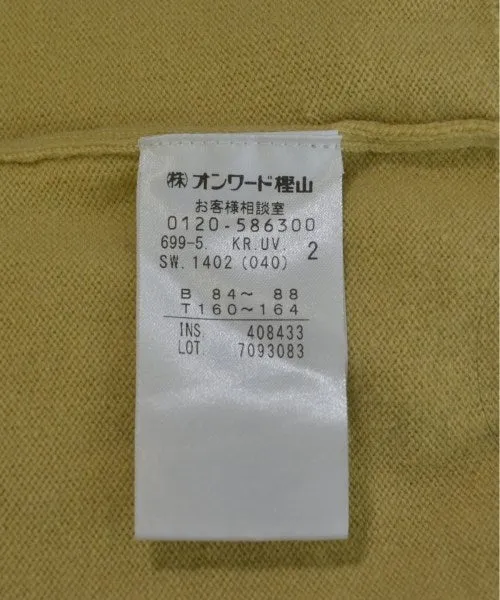 ㈱オンワード樫山
お客様相談室
0120-586300
699-5. KR.UV. 2
SW.1402(040)
B 84〜 88
T160〜164
INS. 408433
LOT. 7093083